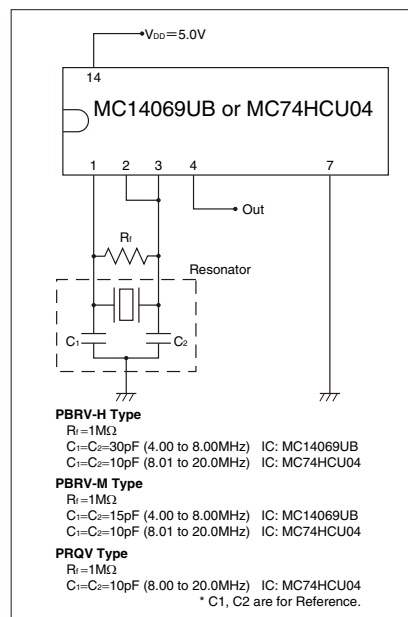 VDD=5.0V
14
MC14069UB or MC74HCU04
1 2 3 4 7
Out
Rf
Resonator
C1 C2
PBRV-H Type
Rf=1MΩ
C1=C2=30pF (4.00 to 8.00MHz) IC: MC14069UB
C1=C2=10pF (8.01 to 20.0MHz) IC: MC74HCU04
PBRV-M Type
Rf=1MΩ
C1=C2=15pF (4.00 to 8.00MHz) IC: MC14069UB
C1=C2=10pF (8.01 to 20.0MHz) IC: MC74HCU04
PRQV Type
Rf=1MΩ
C1=C2=10pF (8.00 to 20.0MHz) IC: MC74HCU04
* C1, C2 are for Reference.